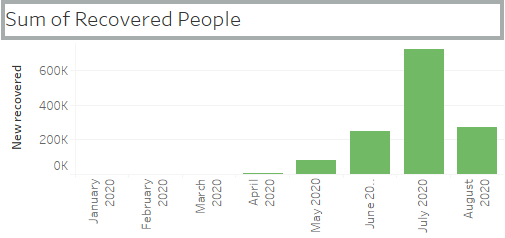 Sum of Recovered People
New recovered
600K
400K
200K
0K
January
2020
February
2020
March
2020
April
2020
May 2020
June 20..
July 2020
August
2020